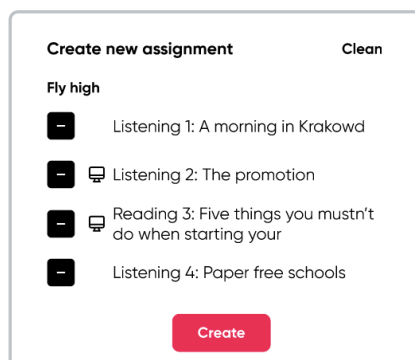 Create new assignment Clean
Fly high
Listening 1: A morning in Krakowd
Listening 2: The promotion
Reading 3: Five things you mustn’t
do when starting your
Listening 4: Paper free schools
Create